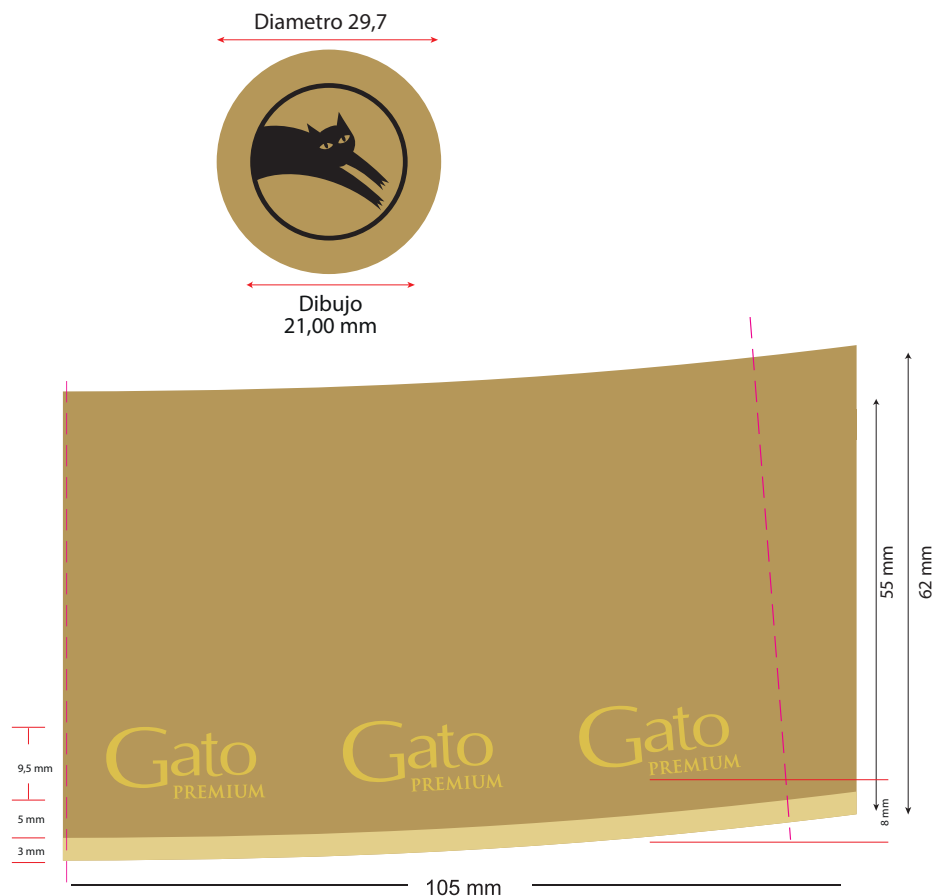 Diametro 29,7
Dibujo
21,00 mm
55 mm
62 mm
Gato
PREMIUM
Gato
PREMIUM
Gato
PREMIUM
9,5 mm
5 mm
3 mm
8 mm
105 mm